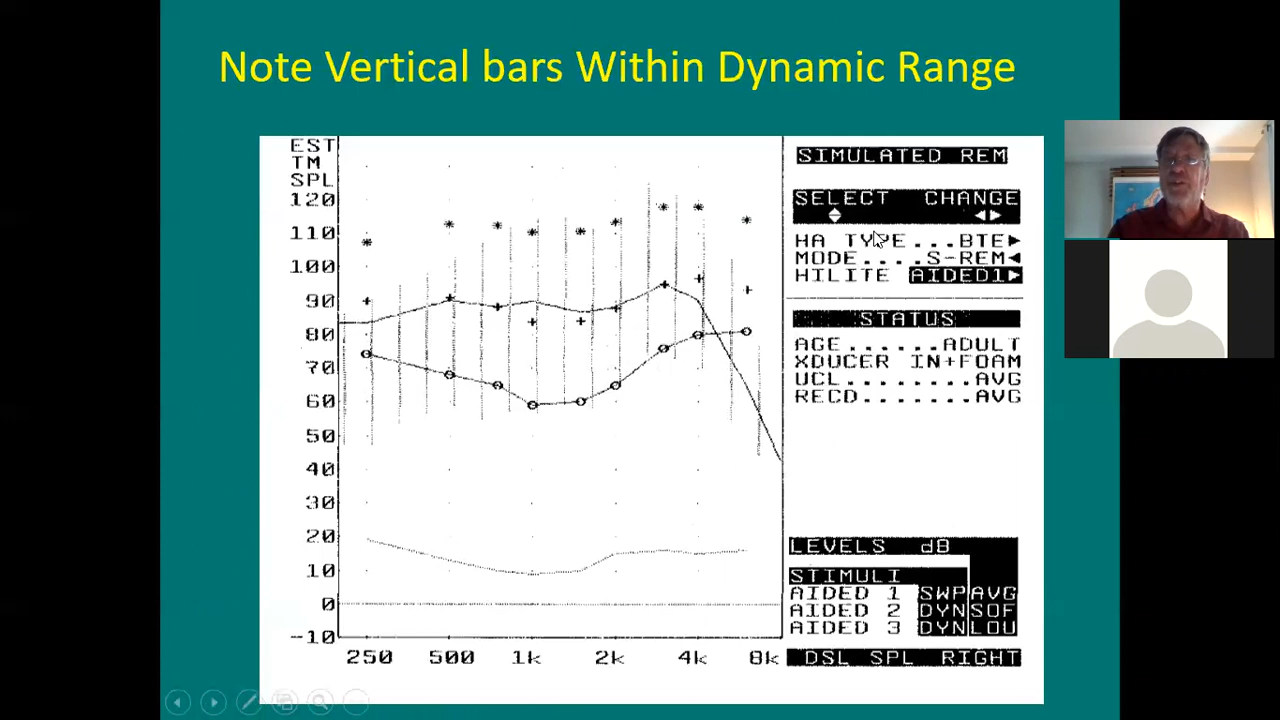 Note Vertical bars Within Dynamic Range
EST
TM
SPL
120
110
100
90
80
70
60
50
40
30
20
10
0
-10
250 500 1k 2k 4k 8k
SIMULATED REM
SELECT CHANGE
HA TYPE...BTE
MODE....S-REM
HILITE AIDED1
STATUS
AGE......ADULT
XDUCER IN+FOAM
UCL........AVG
RECD.......AVG
LEVELS dB
STIMULI
AIDED 1 SWP AVG
AIDED 2 DYN SOF
AIDED 3 DYN LOU
DSL SPL RIGHT